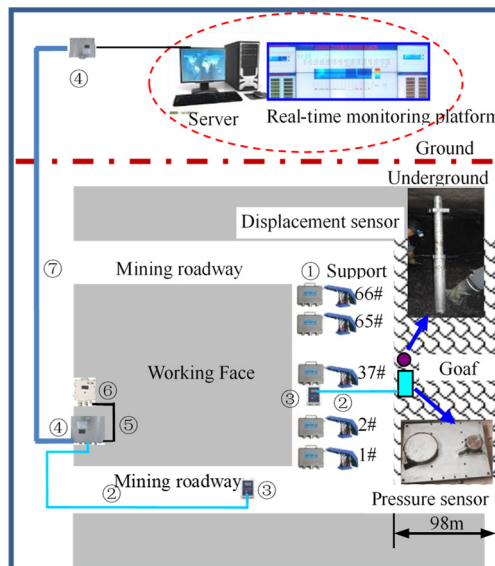 ④
Server
Real-time monitoring platform
Ground
Underground
Displacement sensor
⑦
Mining roadway
① Support
66#
65#
Working Face
37#
Goaf
⑥
③
②
④
⑤
2#
1#
②
Mining roadway
③
Pressure sensor
98m